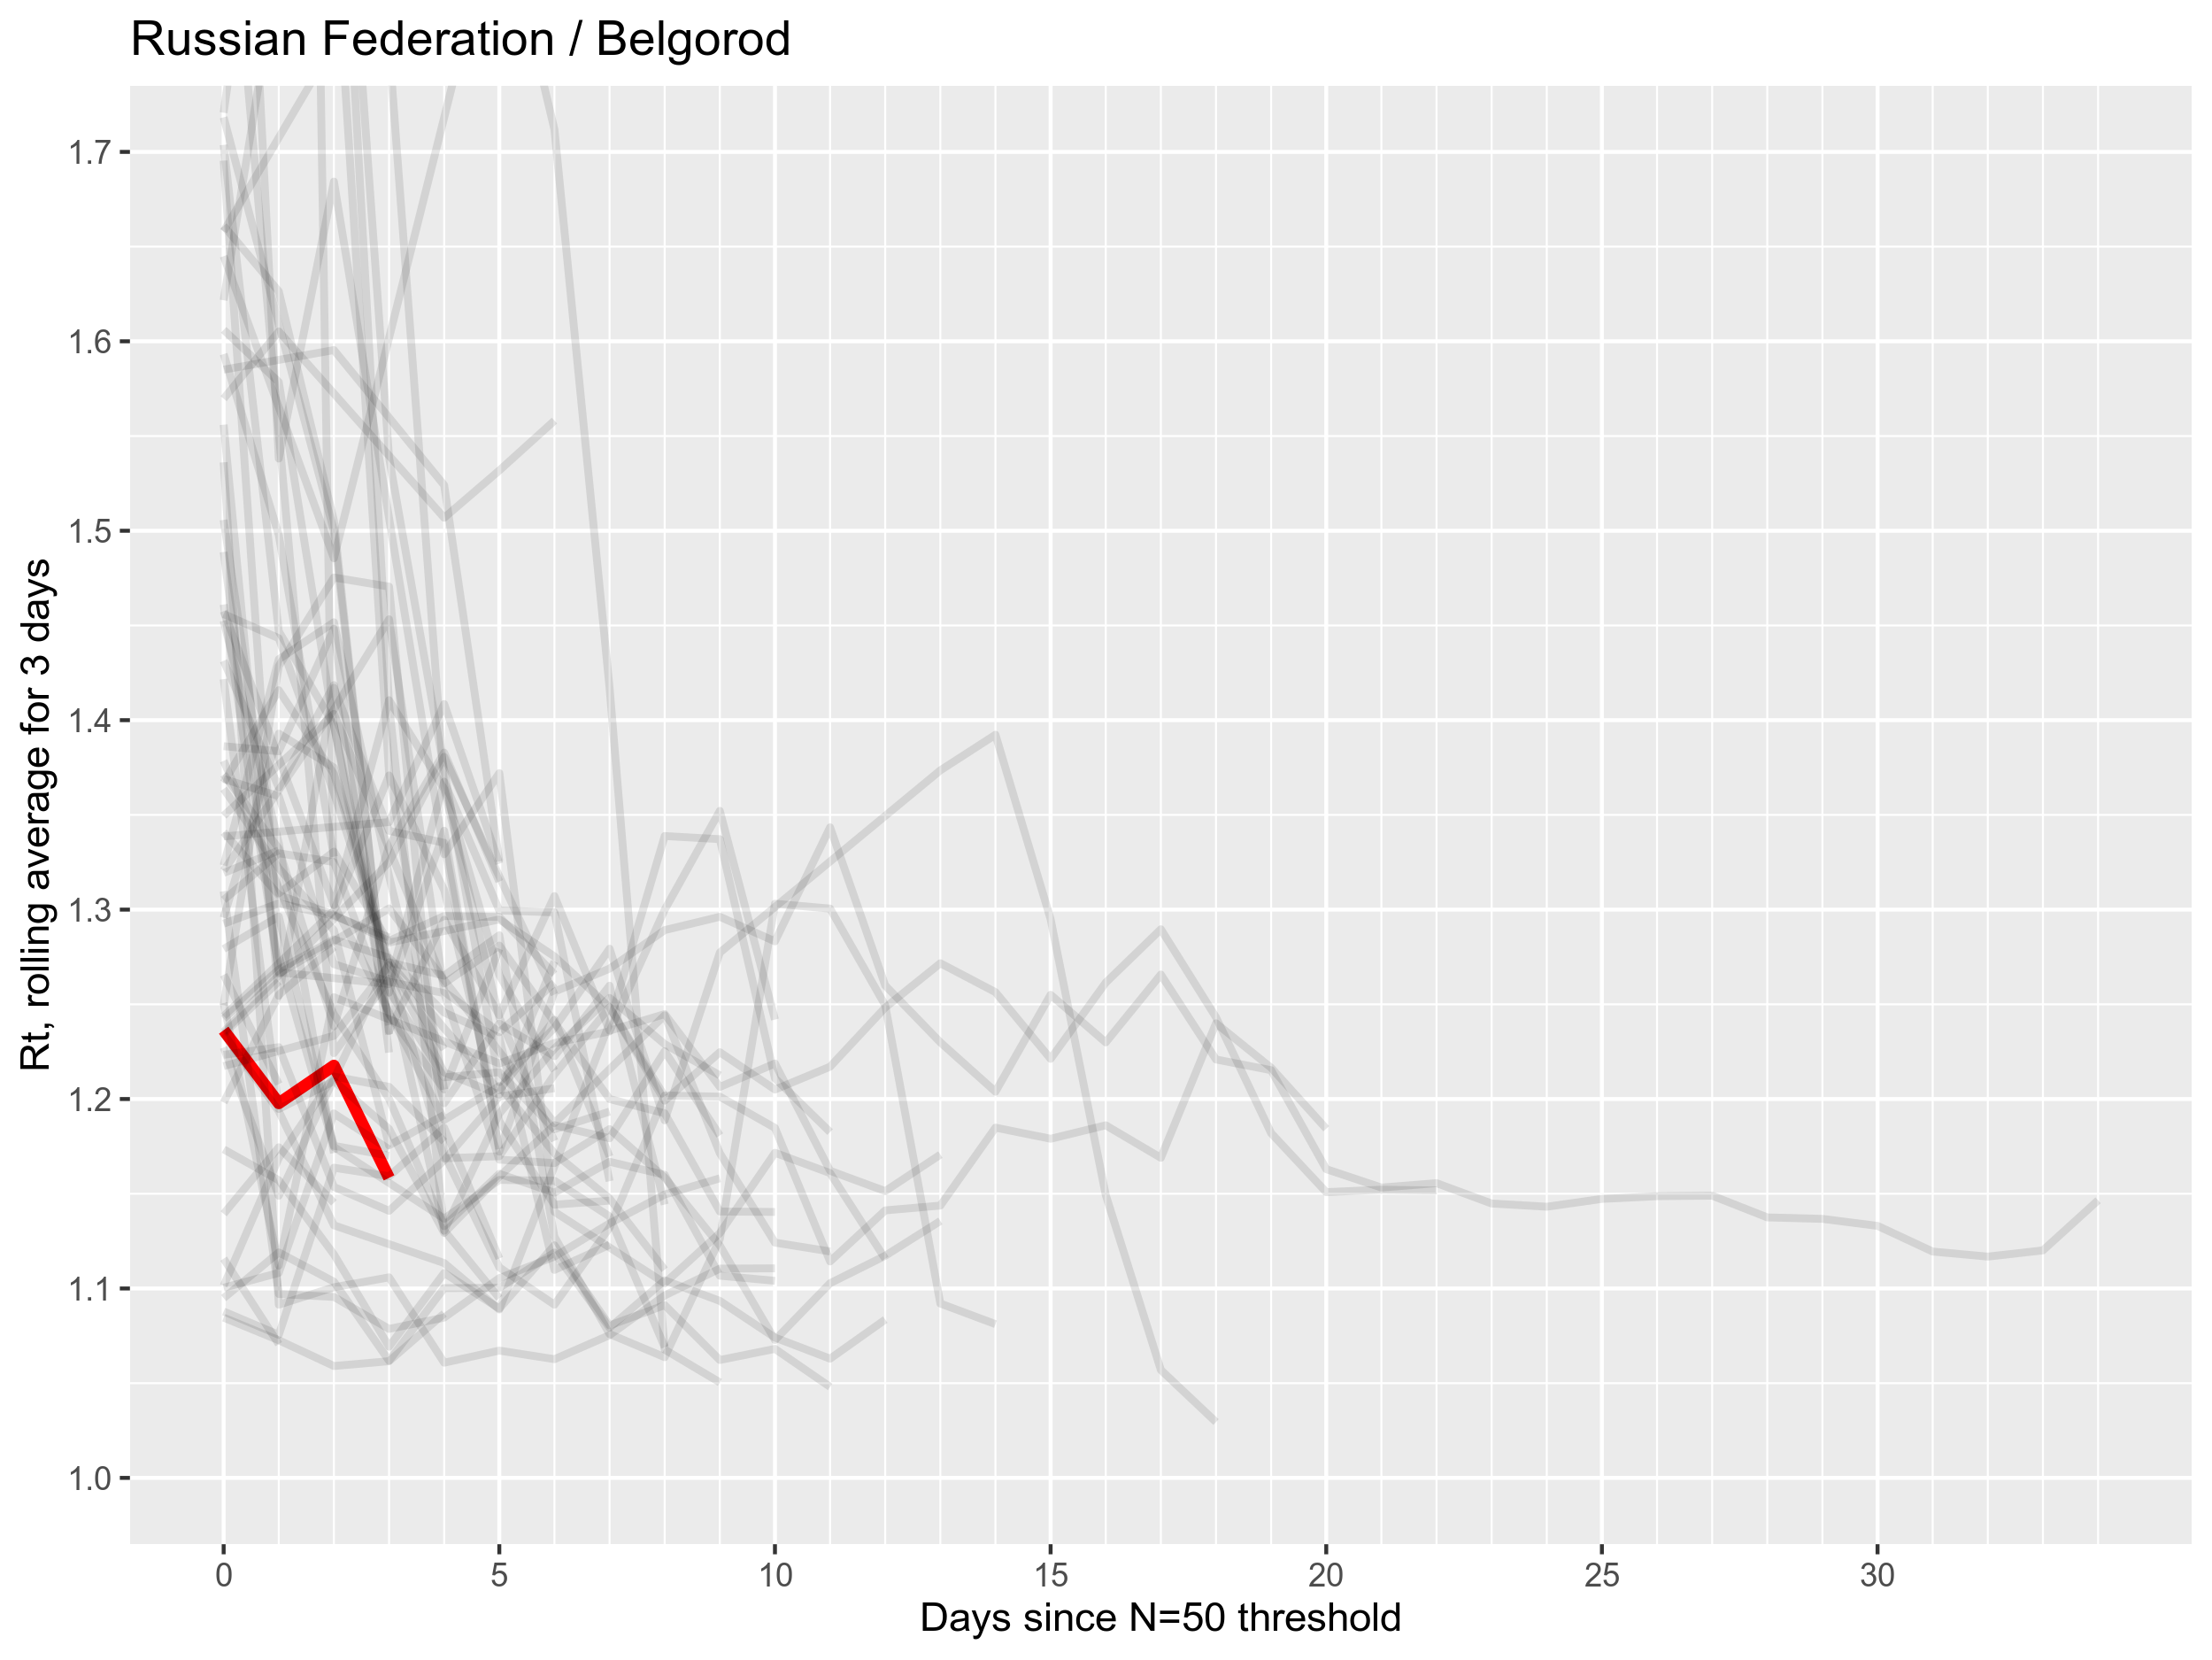 Russian Federation / Belgorod
Rt, rolling average for 3 days
1.7
1.6
1.5
1.4
1.3
1.2
1.1
1.0
0 5 10 15 20 25 30
Days since N=50 threshold